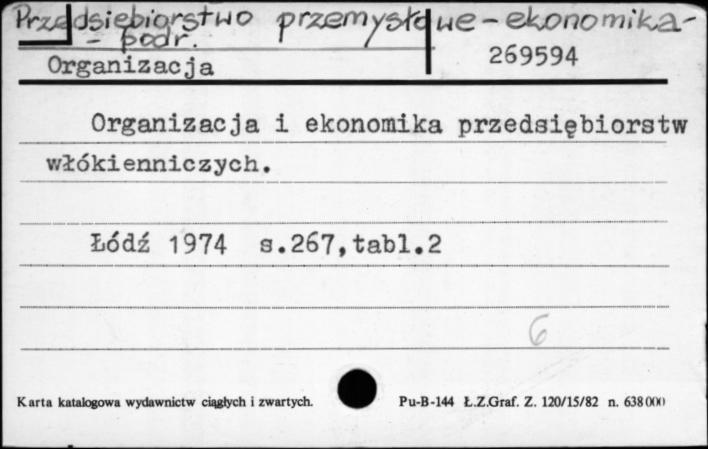 Przedsiębiorstwo przemysłowe - ekonomika -
- podr.
Organizacja
269594
Organizacja i ekonomika przedsiębiorstw
włókienniczych.
Łódź 1974 s.267,tabl.2
6
Karta katalogowa wydawnictw ciągłych i zwartych.
Pu-B-144 Ł.Z.Graf. Z. 120/15/82 n. 638000